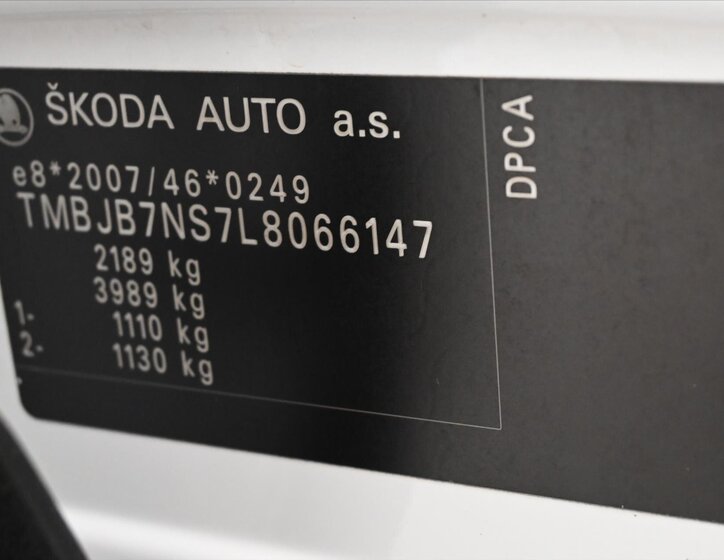 ŠKODA AUTO a.s.
e8*2007/46*0249
TMBJB7NS7L8066147
2189 kg
3989 kg
1- 1110 kg
2- 1130 kg
DPCA